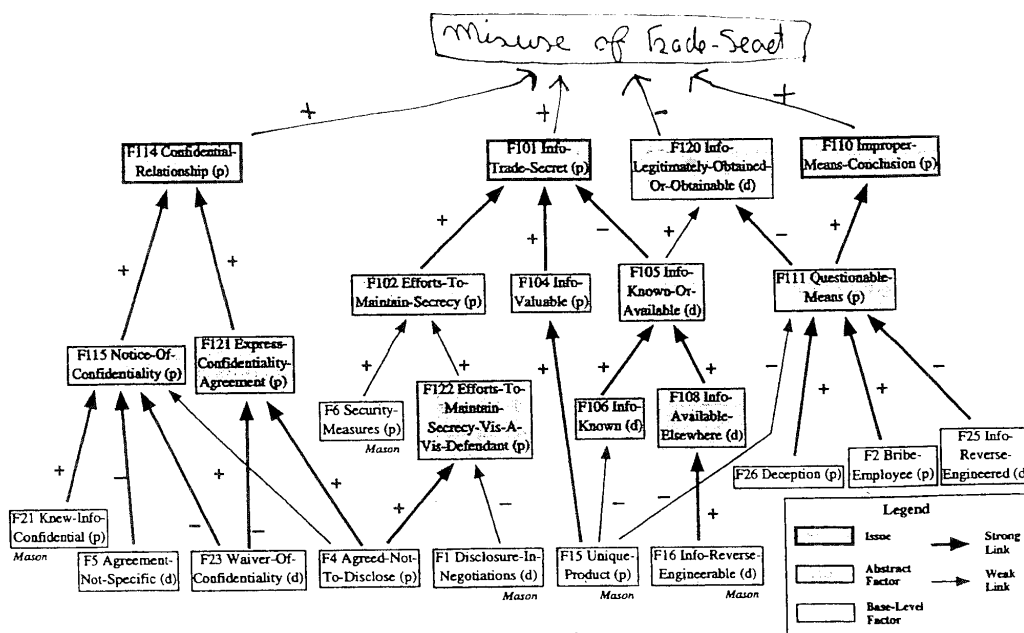 Misuse of Trade-Secret
+
+
-
+
F114 Confidential-
Relationship (p)
F101 Info-
Trade-Secret (p)
F120 Info-
Legitimately-Obtained-
Or-Obtainable (d)
F110 Improper-
Means-Conclusion (p)
+
+
+
+
-
+
-
+
F102 Efforts-To-
Maintain-Secrecy (p)
F104 Info-
Valuable (p)
F105 Info-
Known-Or-
Available (d)
F111 Questionable-
Means (p)
F115 Notice-Of-
Confidentiality (p)
F121 Express-
Confidentiality-
Agreement (p)
+
+
+
+
-
+
+
-
F6 Security-
Measures (p)
Mason
F122 Efforts-To-
Maintain-
Secrecy-Vis-A-
Vis-Defendant (p)
F106 Info-
Known (d)
F108 Info-
Available-
Elsewhere (d)
F26 Deception (p)
F2 Bribe-
Employee (p)
F25 Info-
Reverse-
Engineered (d)
+
-
-
-
+
+
+
-
-
-
+
F21 Knew-Info-
Confidential (p)
Mason
F5 Agreement-
Not-Specific (d)
F23 Waiver-Of-
Confidentiality (d)
F4 Agreed-Not-
To-Disclose (p)
F1 Disclosure-In-
Negotiations (d)
Mason
F15 Unique-
Product (p)
Mason
F16 Info-Reverse-
Engineerable (d)
Mason
Legend
Issue
Strong
Link
Abstract
Factor
Weak
Link
Base-Level
Factor